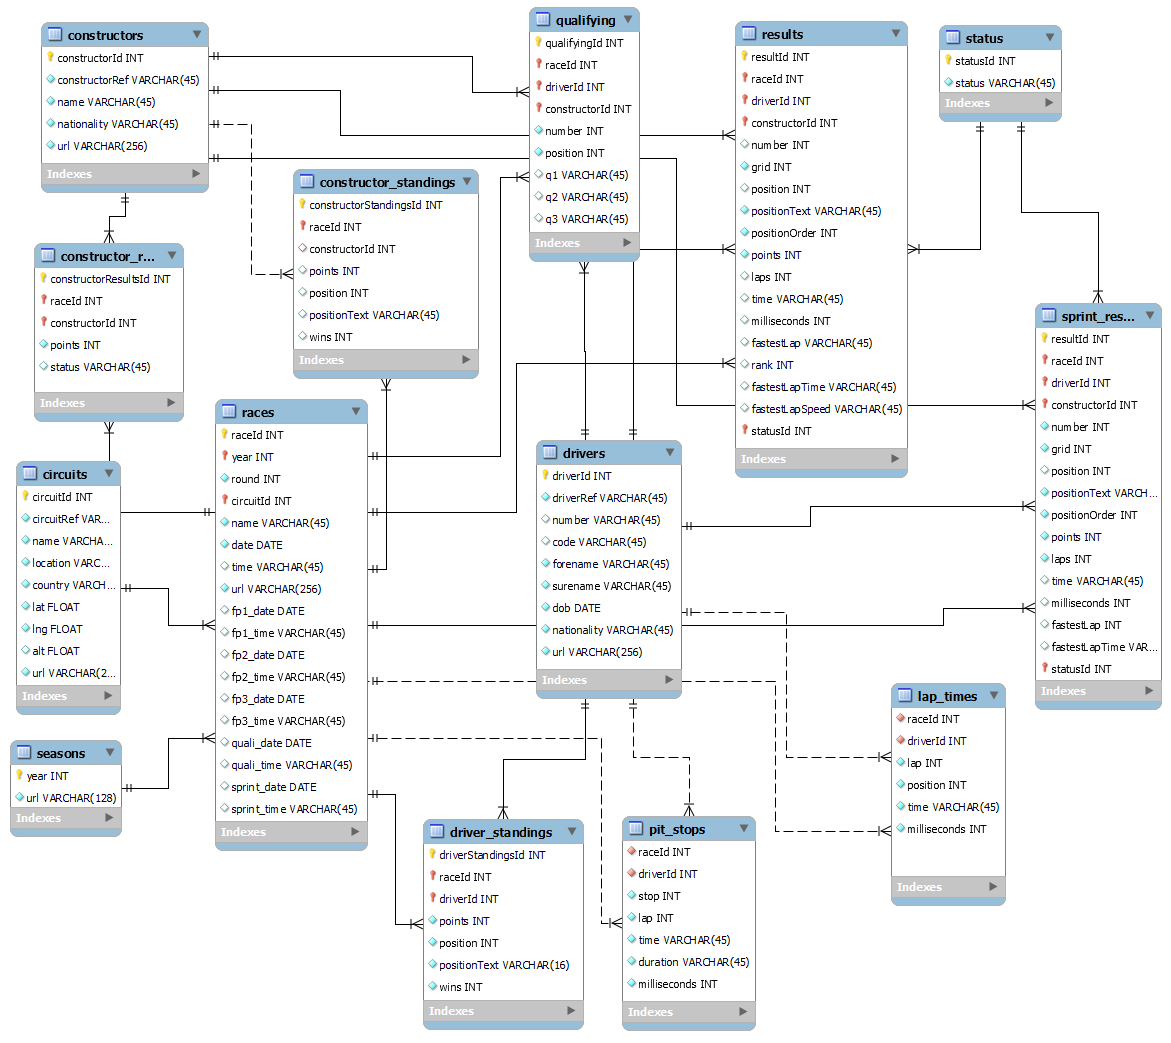 constructors
constructorId INT
constructorRef VARCHAR(45)
name VARCHAR(45)
nationality VARCHAR(45)
url VARCHAR(256)
Indexes
qualifying
qualifyingId INT
raceId INT
driverId INT
constructorId INT
number INT
position INT
q1 VARCHAR(45)
q2 VARCHAR(45)
q3 VARCHAR(45)
Indexes
results
resultId INT
raceId INT
driverId INT
constructorId INT
number INT
grid INT
position INT
positionText VARCHAR(45)
positionOrder INT
points INT
laps INT
time VARCHAR(45)
milliseconds INT
fastestLap VARCHAR(45)
rank INT
fastestLapTime VARCHAR(45)
fastestLapSpeed VARCHAR(45)
statusId INT
Indexes
status
statusId INT
status VARCHAR(45)
Indexes
constructor_standings
constructorStandingsId INT
raceId INT
constructorId INT
points INT
position INT
positionText VARCHAR(45)
wins INT
Indexes
constructor_r...
constructorResultsId INT
raceId INT
constructorId INT
points INT
status VARCHAR(45)
Indexes
sprint_res...
resultId INT
raceId INT
driverId INT
constructorId INT
number INT
grid INT
position INT
positionText VARCH...
positionOrder INT
points INT
laps INT
time VARCHAR(45)
milliseconds INT
fastestLap INT
fastestLapTime VAR...
statusId INT
Indexes
races
raceId INT
year INT
round INT
circuitId INT
name VARCHAR(45)
date DATE
time VARCHAR(45)
url VARCHAR(256)
fp1_date DATE
fp1_time VARCHAR(45)
fp2_date DATE
fp2_time VARCHAR(45)
fp3_date DATE
fp3_time VARCHAR(45)
quali_date DATE
quali_time VARCHAR(45)
sprint_date DATE
sprint_time VARCHAR(45)
Indexes
drivers
driverId INT
driverRef VARCHAR(45)
number VARCHAR(45)
code VARCHAR(45)
forename VARCHAR(45)
surename VARCHAR(45)
dob DATE
nationality VARCHAR(45)
url VARCHAR(256)
Indexes
circuits
circuitId INT
circuitRef VAR...
name VARCHA...
location VARC...
country VARCH...
lat FLOAT
lng FLOAT
alt FLOAT
url VARCHAR(2...
Indexes
lap_times
raceId INT
driverId INT
lap INT
position INT
time VARCHAR(45)
milliseconds INT
Indexes
seasons
year INT
url VARCHAR(128)
Indexes
driver_standings
driverStandingsId INT
raceId INT
driverId INT
points INT
position INT
positionText VARCHAR(16)
wins INT
Indexes
pit_stops
raceId INT
driverId INT
stop INT
lap INT
time VARCHAR(45)
duration VARCHAR(45)
milliseconds INT
Indexes